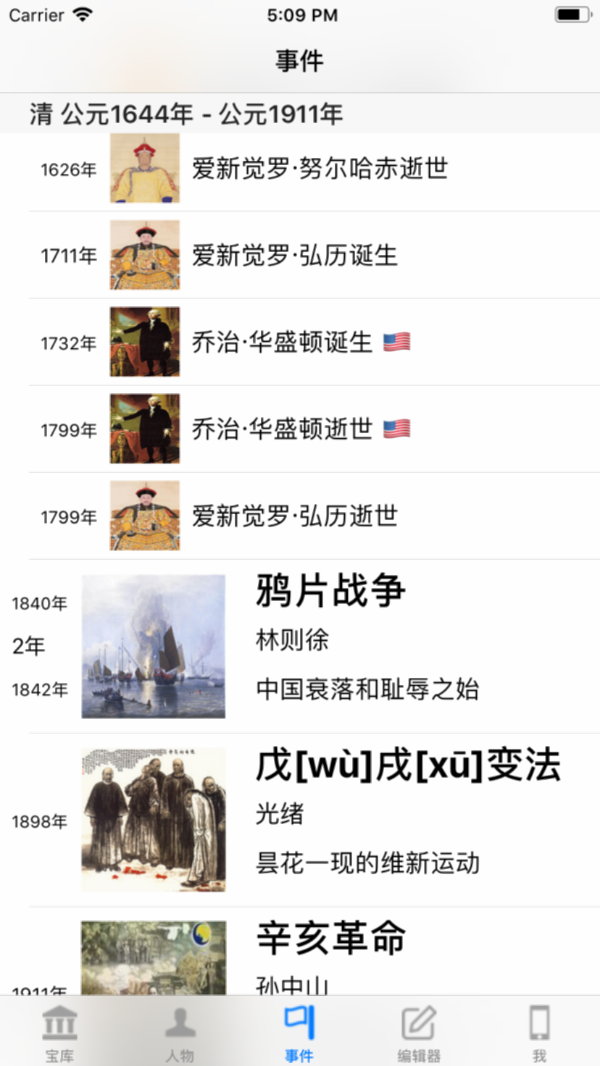 Carrier 5:09 PM
事件
清 公元1644年 - 公元1911年
1626年 爱新觉罗·努尔哈赤逝世
1711年 爱新觉罗·弘历诞生
1732年 乔治·华盛顿诞生 🇺🇸
1799年 乔治·华盛顿逝世 🇺🇸
1799年 爱新觉罗·弘历逝世
鸦片战争
1840年
林则徐
2年
1842年
中国衰落和耻辱之始
戊[wù]戌[xū]变法
光绪
1898年
昙花一现的维新运动
辛亥革命
孙中山
1911年
宝库 人物 事件 编辑器 我